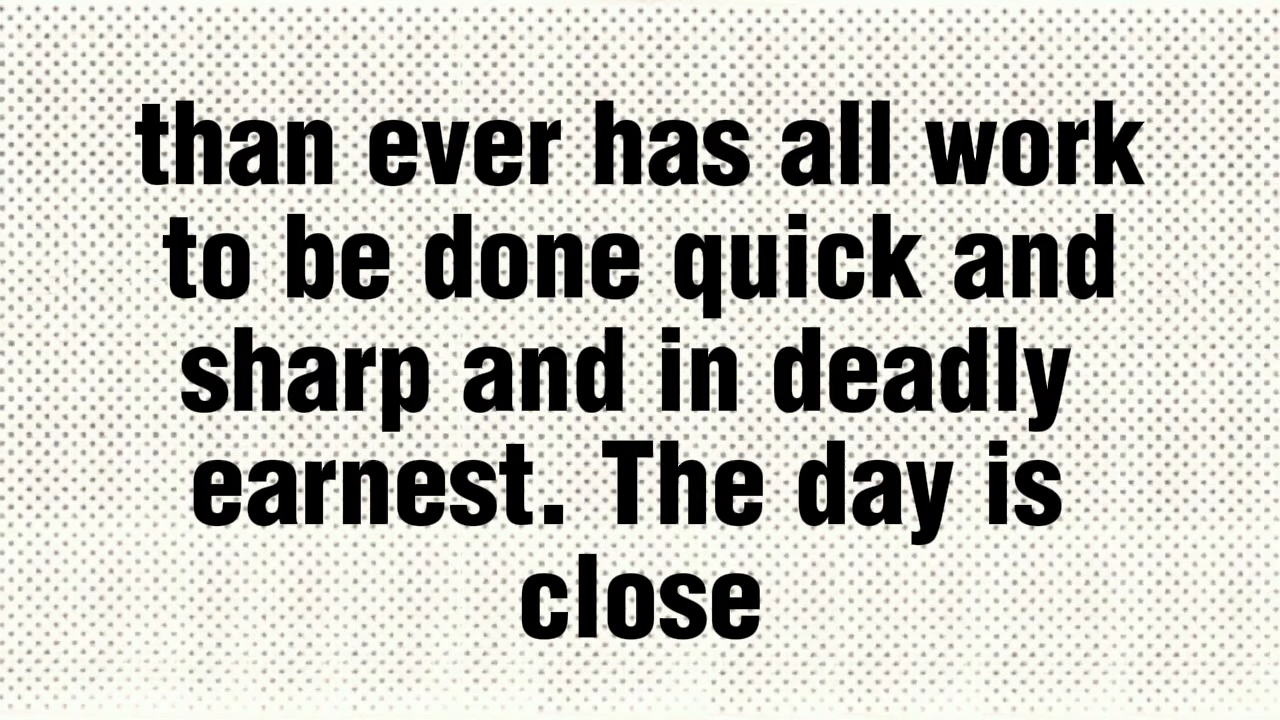 than ever has all work
to be done quick and
sharp and in deadly
earnest. The day is
close